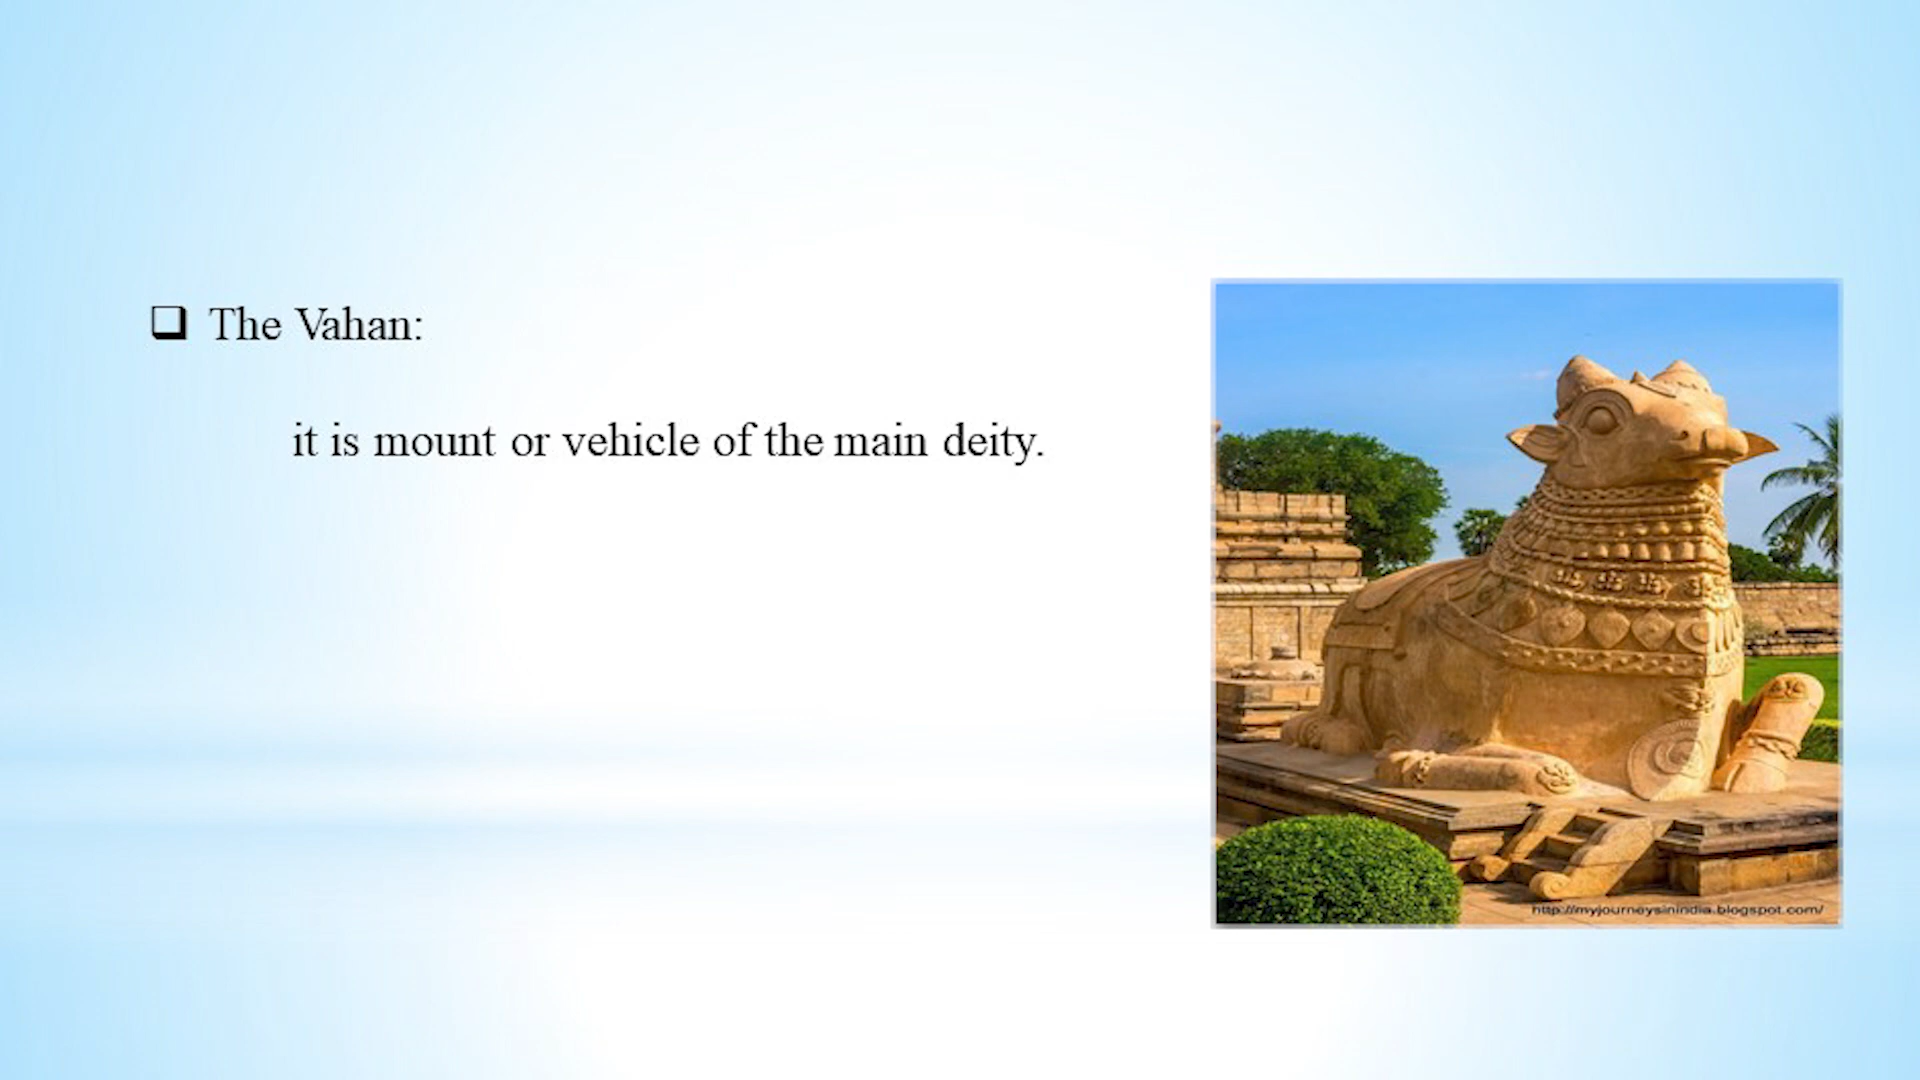 The Vahan:
it is mount or vehicle of the main deity.
http://myjourneysinindia.blogspot.com/